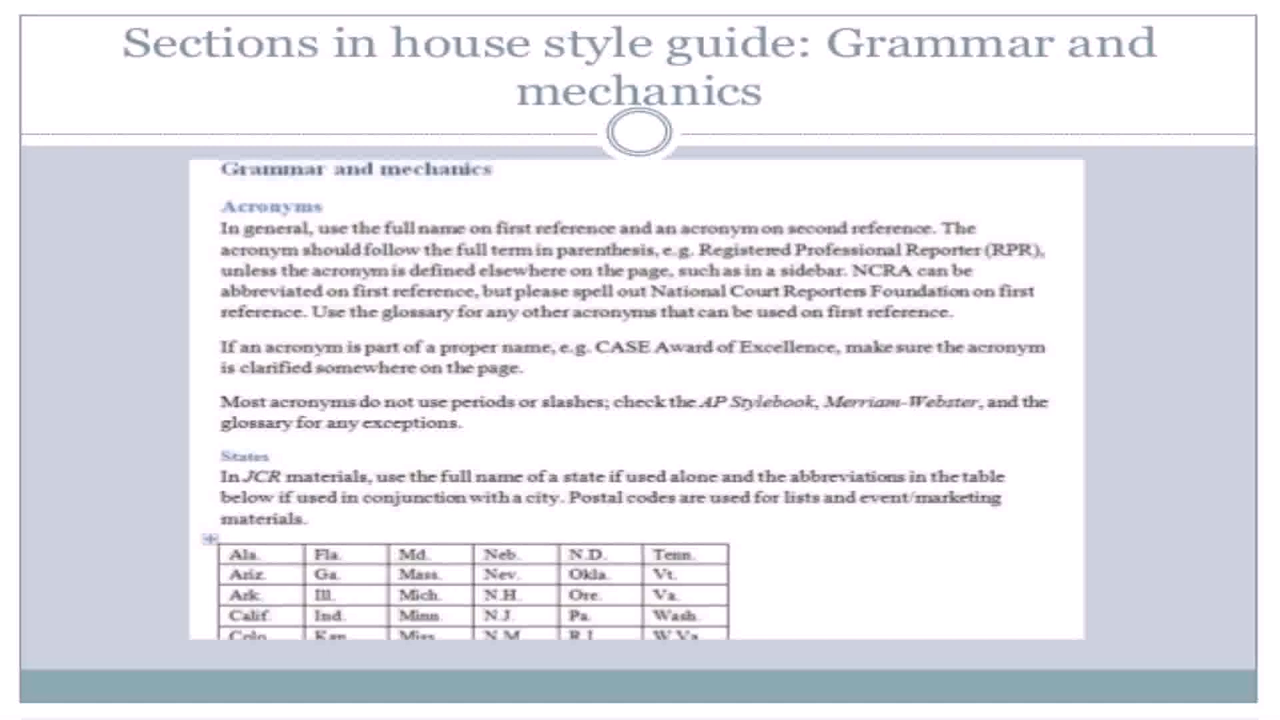 Sections in house style guide: Grammar and
mechanics
Grammar and mechanics
Acronyms
In general, use the full name on first reference and an acronym on second reference. The
acronym should follow the full term in parenthesis, e.g. Registered Professional Reporter (RPR),
unless the acronym is defined elsewhere on the page, such as in a sidebar. NCRA can be
abbreviated on first reference, but please spell out National Court Reporters Foundation on first
reference. Use the glossary for any other acronyms that can be used on first reference.
If an acronym is part of a proper name, e.g. CASE Award of Excellence, make sure the acronym
is clarified somewhere on the page.
Most acronyms do not use periods or slashes; check the AP Stylebook, Merriam-Webster, and the
glossary for any exceptions.
States
In JCR materials, use the full name of a state if used alone and the abbreviations in the table
below if used in conjunction with a city. Postal codes are used for lists and event/marketing
materials.
Ala. Fla. Md. Neb. N.D. Tenn.
Ariz. Ga. Mass. Nev. Okla. Vt.
Ark. Ill. Mich. N.H. Ore. Va.
Calif. Ind. Minn. N.J. Pa. Wash.
Colo. Kan. Miss. N.M. R.I. W.Va.